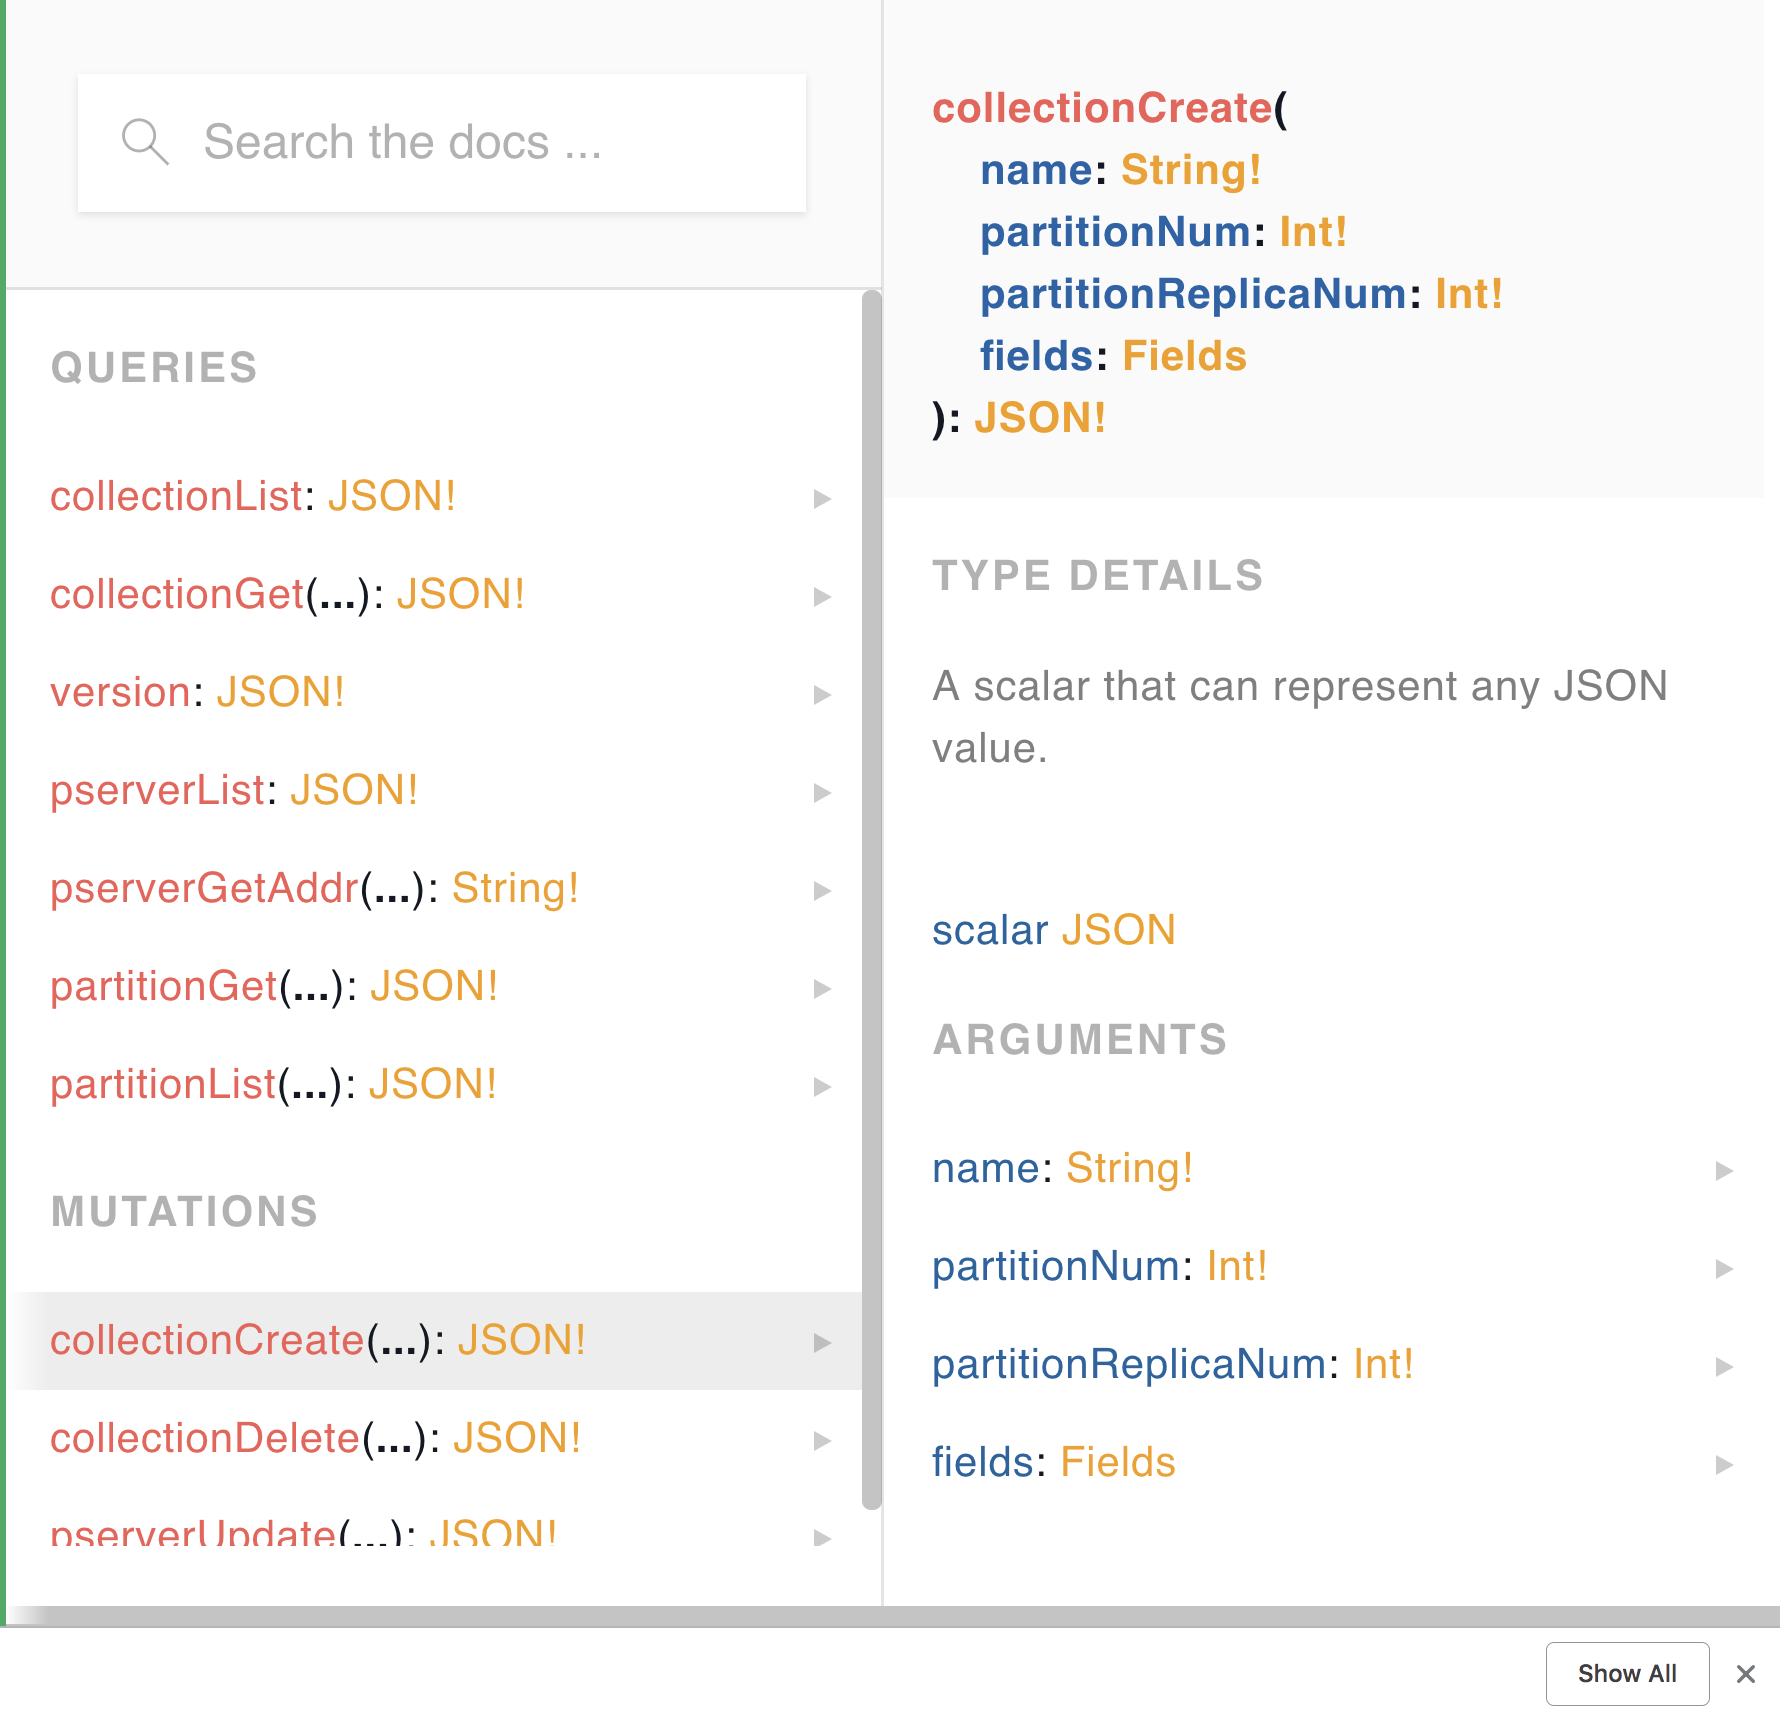 Search the docs ...
QUERIES
collectionList: JSON!
collectionGet(...): JSON!
version: JSON!
pserverList: JSON!
pserverGetAddr(...): String!
partitionGet(...): JSON!
partitionList(...): JSON!
MUTATIONS
collectionCreate(...): JSON!
collectionDelete(...): JSON!
pserverUpdate(...): JSON!
collectionCreate(
name: String!
partitionNum: Int!
partitionReplicaNum: Int!
fields: Fields
): JSON!
TYPE DETAILS
A scalar that can represent any JSON
value.
scalar JSON
ARGUMENTS
name: String!
partitionNum: Int!
partitionReplicaNum: Int!
fields: Fields
Show All